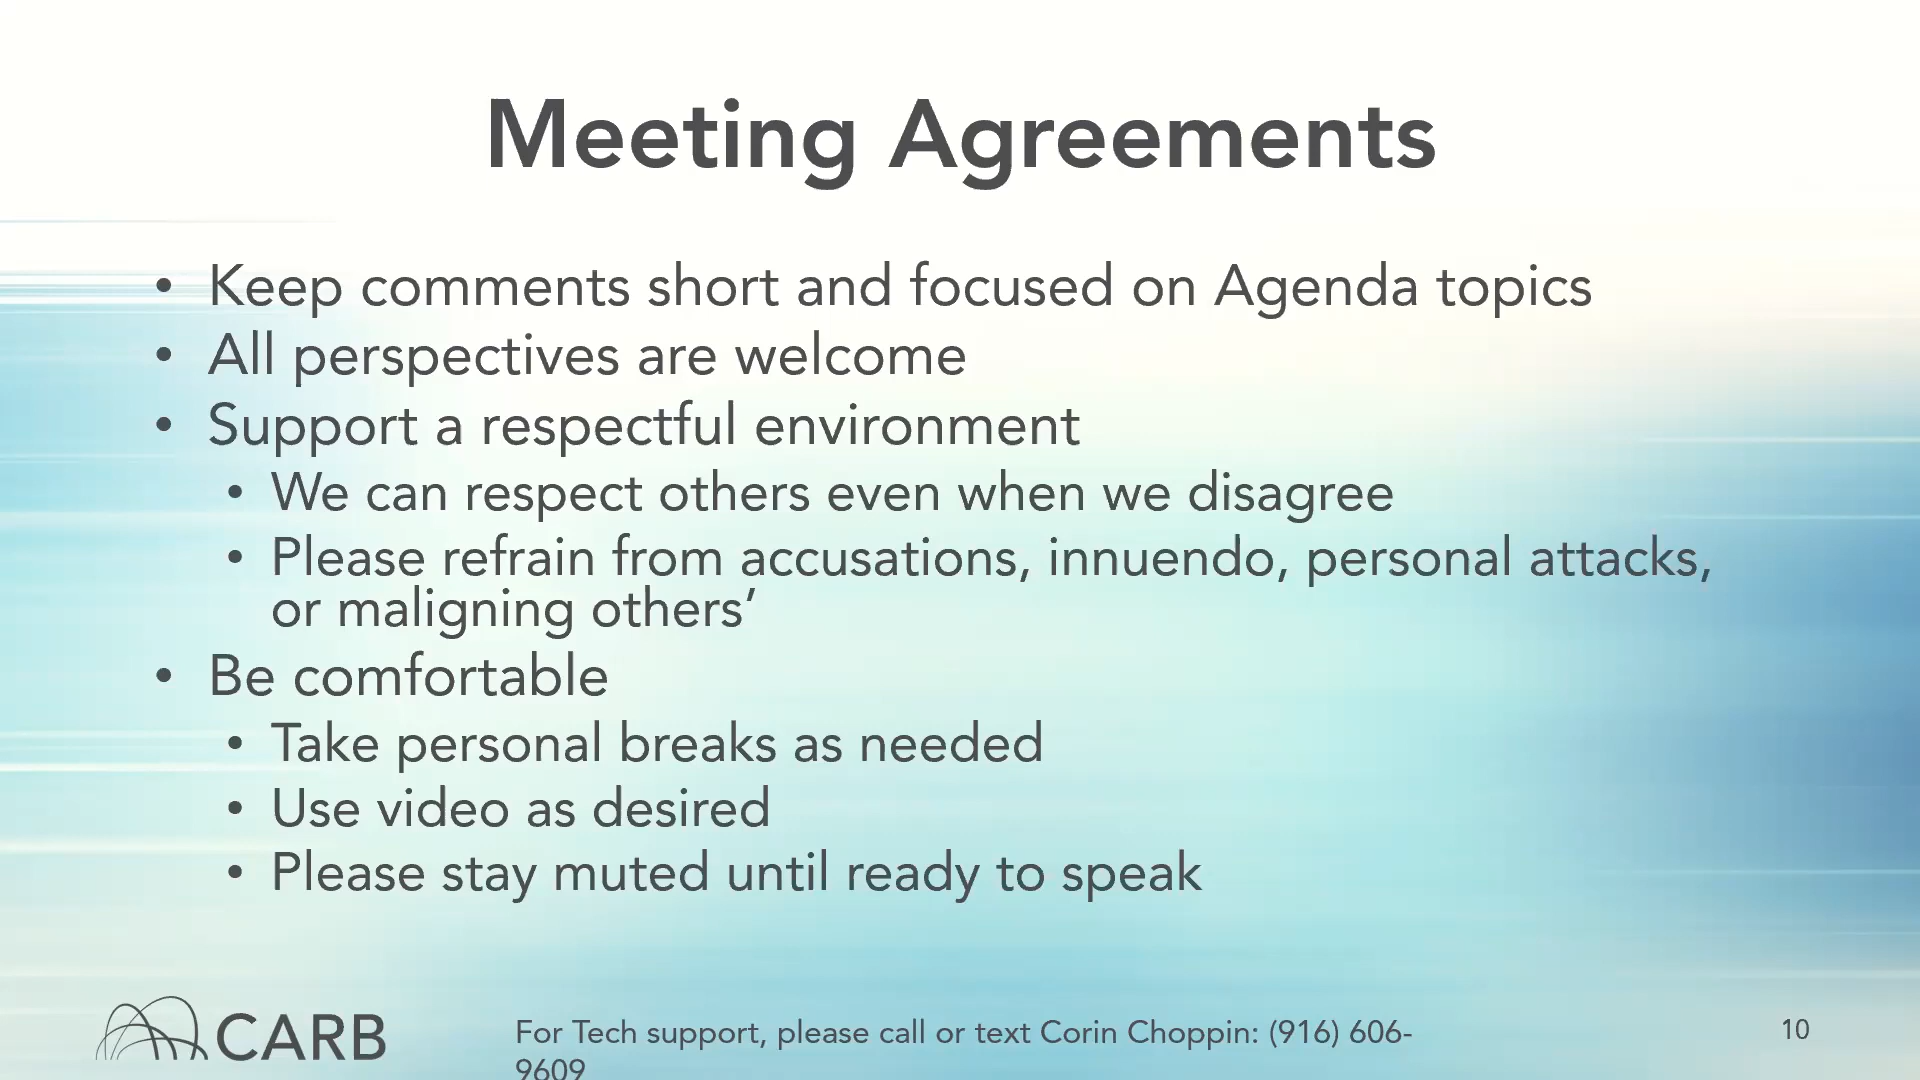 Meeting Agreements
• Keep comments short and focused on Agenda topics
• All perspectives are welcome
• Support a respectful environment
• We can respect others even when we disagree
• Please refrain from accusations, innuendo, personal attacks,
or maligning others’
• Be comfortable
• Take personal breaks as needed
• Use video as desired
• Please stay muted until ready to speak
CARB
For Tech support, please call or text Corin Choppin: (916) 606-
9609
10